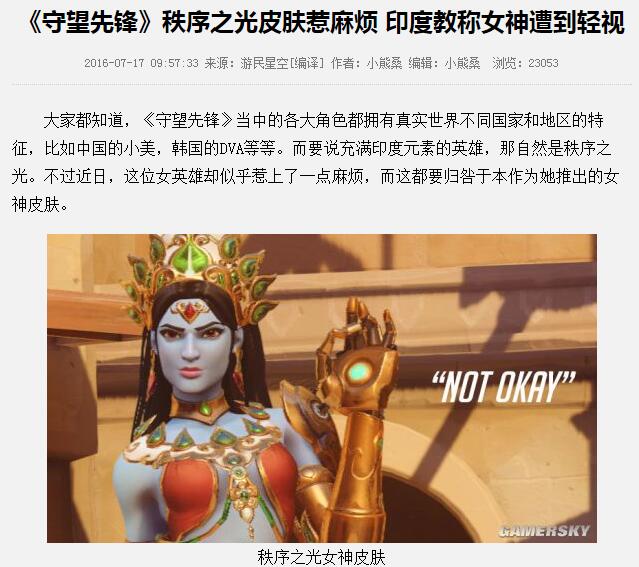 《守望先锋》秩序之光皮肤惹麻烦 印度教称女神遭到轻视
2016-07-17 09:57:33 来源：游民星空[编译] 作者：小熊桑 编辑：小熊桑 浏览：23053
大家都知道，《守望先锋》当中的各大角色都拥有真实世界不同国家和地区的特
征，比如中国的小美，韩国的DVA等等。而要说充满印度元素的英雄，那自然是秩序之
光。不过近日，这位女英雄却似乎惹上了一点麻烦，而这都要归咎于本作为她推出的女
神皮肤。
“NOT OKAY”
GAMERSKY
秩序之光女神皮肤